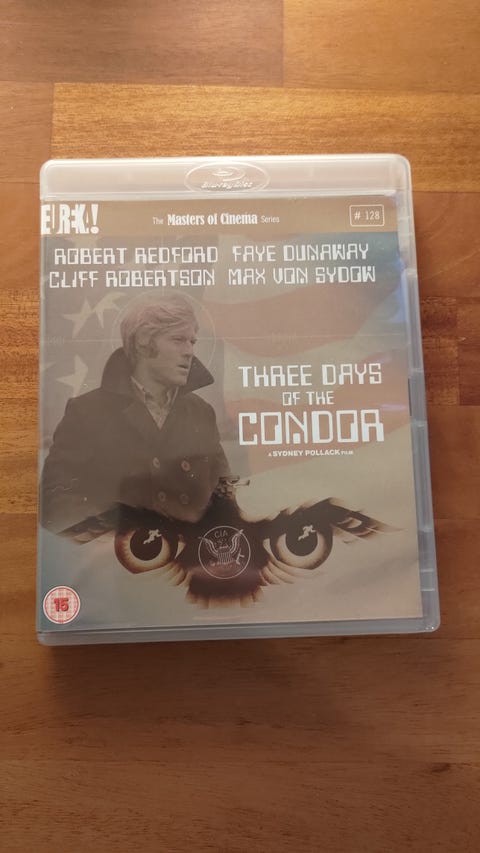 Blu-ray Disc
EUREKA!
The Masters of Cinema Series
# 128
ROBERT REDFORD FAYE DUNAWAY
CLIFF ROBERTSON MAX VON SYDOW
THREE DAYS
OF THE
CONDOR
A SYDNEY POLLACK FILM
CIA
15